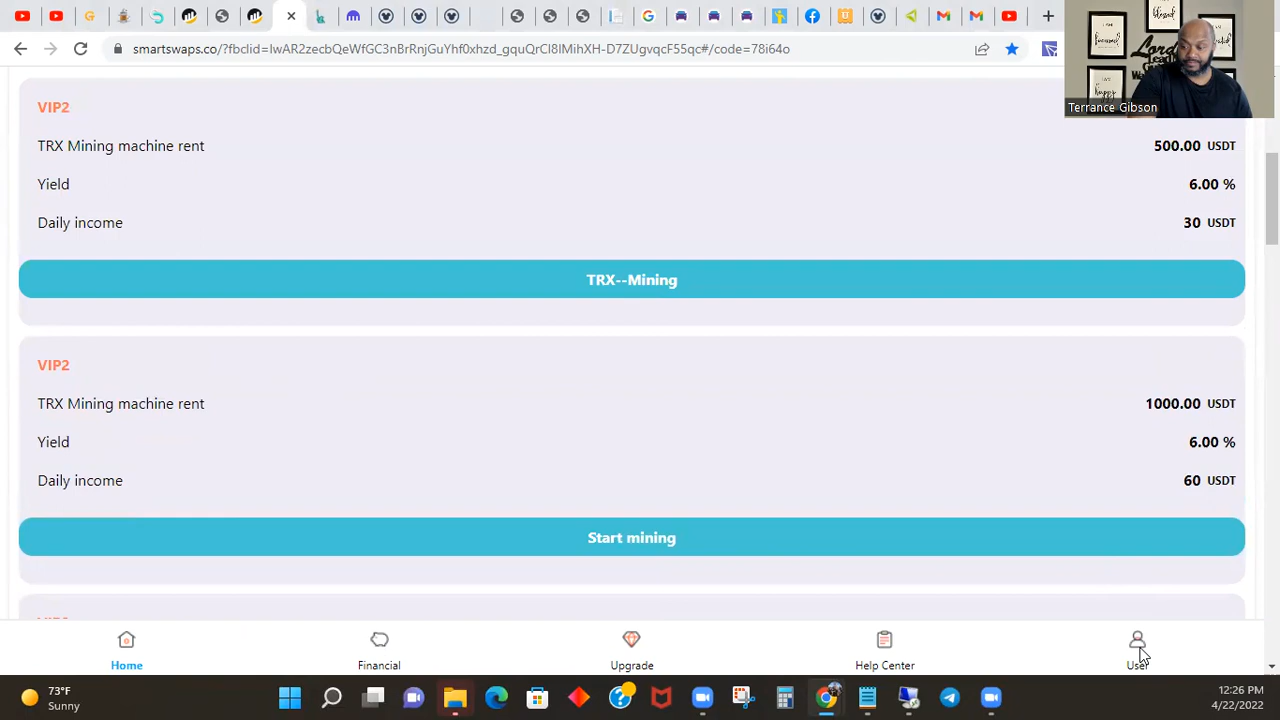 smartswaps.co/?fbclid=IwAR2zecbQeWfGC3nBrRnjGuYhf0xhzd_gquQrCl8IMihXH-D7ZUgvqcF55qc#/code=78i64o
Terrance Gibson
VIP2
TRX Mining machine rent 500.00 USDT
Yield 6.00 %
Daily income 30 USDT
TRX--Mining
VIP2
TRX Mining machine rent 1000.00 USDT
Yield 6.00 %
Daily income 60 USDT
Start mining
Home Financial Upgrade Help Center User
73°F
Sunny
12:26 PM
4/22/2022